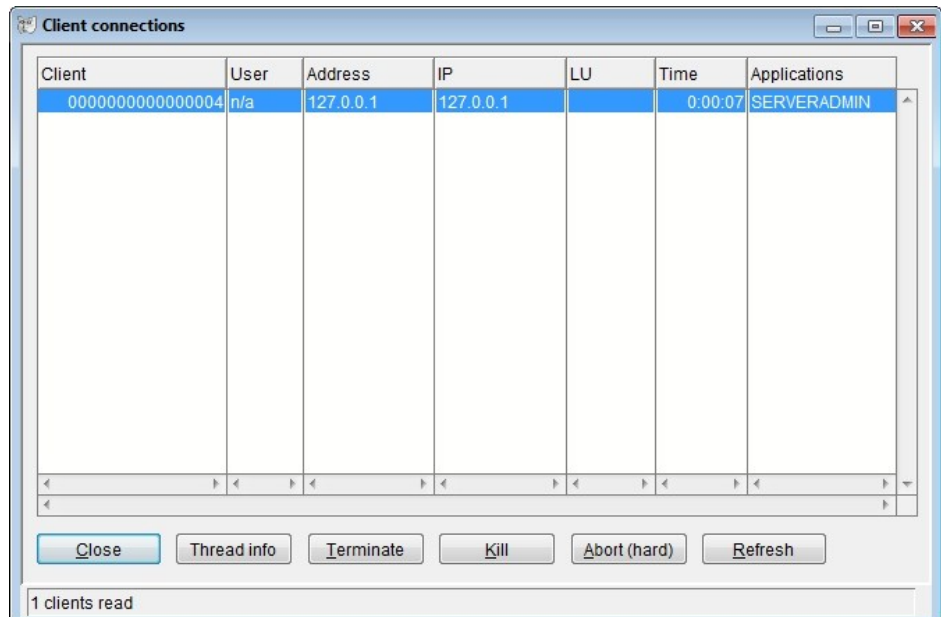 Client connections
Client User Address IP LU Time Applications
0000000000000004 n/a 127.0.0.1 127.0.0.1 0:00:07 SERVERADMIN
Close Thread info Terminate Kill Abort (hard) Refresh
1 clients read